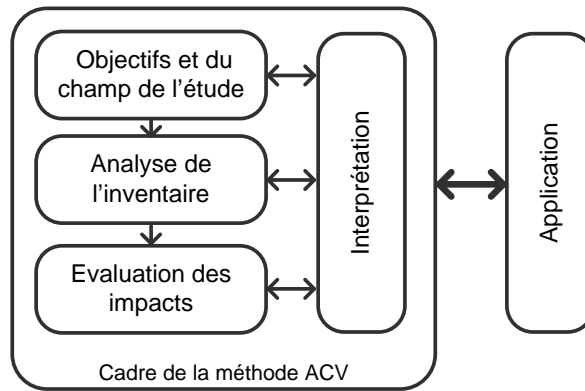 Objectifs et du
champ de l'étude
Analyse de
l'inventaire
Evaluation des
impacts
Interprétation
Application
Cadre de la méthode ACV